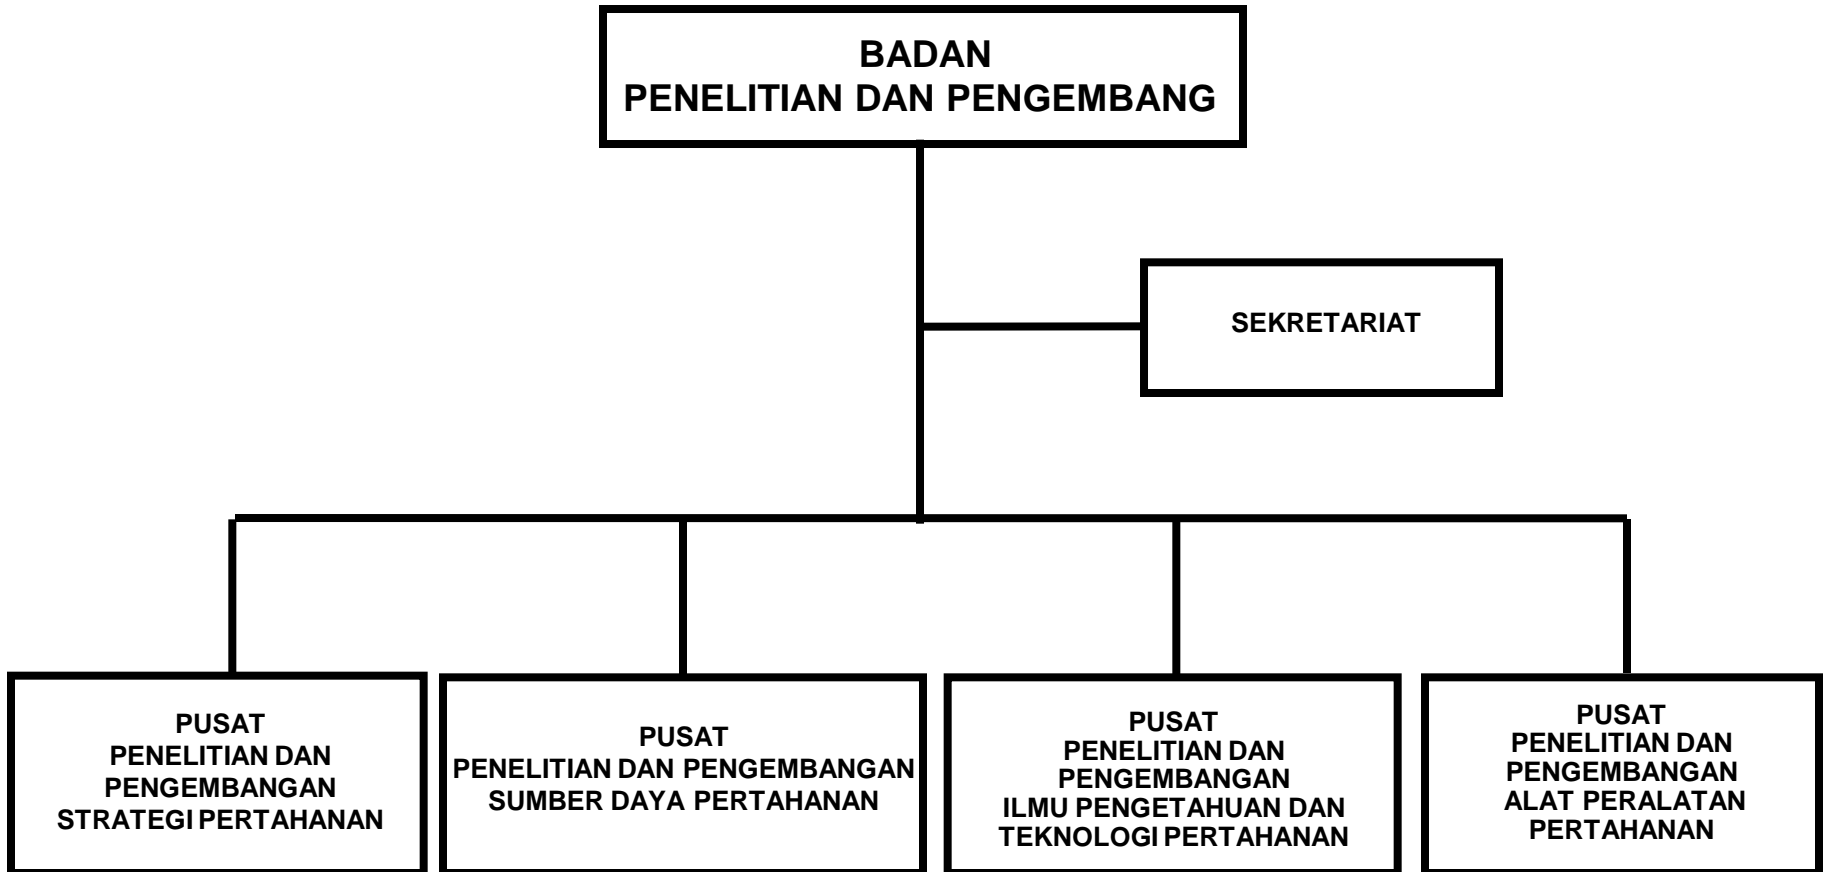 BADAN
PENELITIAN DAN PENGEMBANG
SEKRETARIAT
PUSAT
PENELITIAN DAN
PENGEMBANGAN
STRATEGI PERTAHANAN
PUSAT
PENELITIAN DAN PENGEMBANGAN
SUMBER DAYA PERTAHANAN
PUSAT
PENELITIAN DAN
PENGEMBANGAN
ILMU PENGETAHUAN DAN
TEKNOLOGI PERTAHANAN
PUSAT
PENELITIAN DAN
PENGEMBANGAN
ALAT PERALATAN
PERTAHANAN